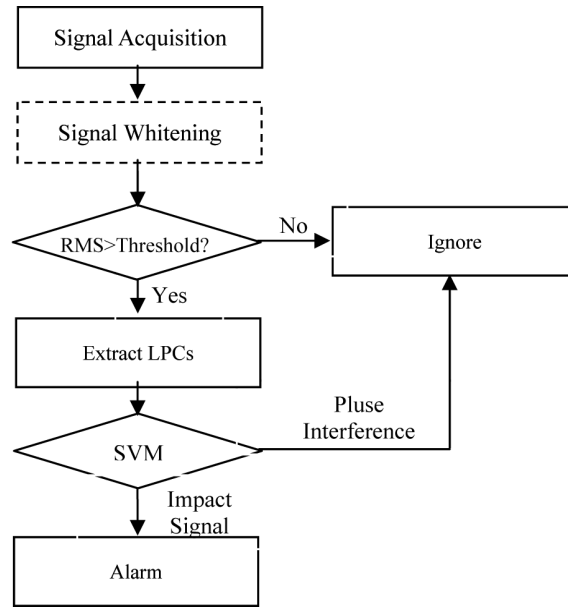 Signal Acquisition
Signal Whitening
RMS>Threshold?
No
Ignore
Yes
Extract LPCs
Pluse
Interference
SVM
Impact
Signal
Alarm